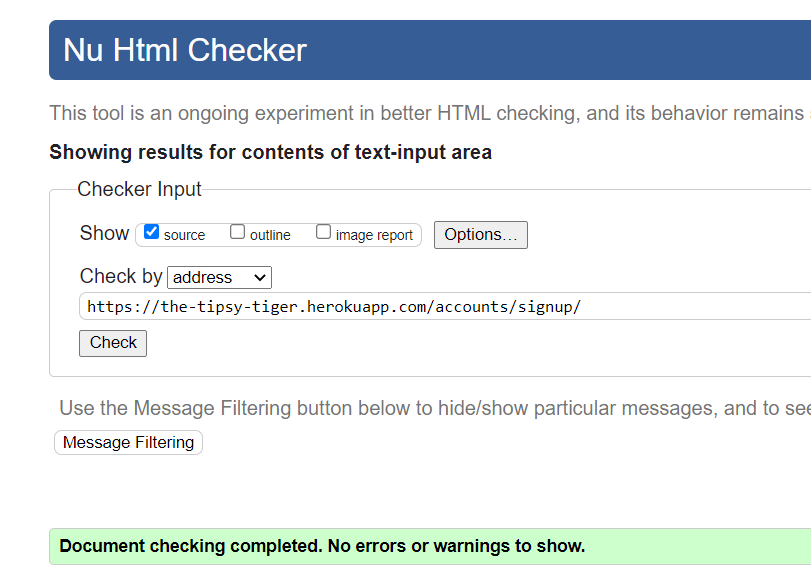 Nu Html Checker
This tool is an ongoing experiment in better HTML checking, and its behavior remains
Showing results for contents of text-input area
Checker Input
Show source outline image report Options...
Check by address
https://the-tipsy-tiger.herokuapp.com/accounts/signup/
Check
Use the Message Filtering button below to hide/show particular messages, and to see
Message Filtering
Document checking completed. No errors or warnings to show.